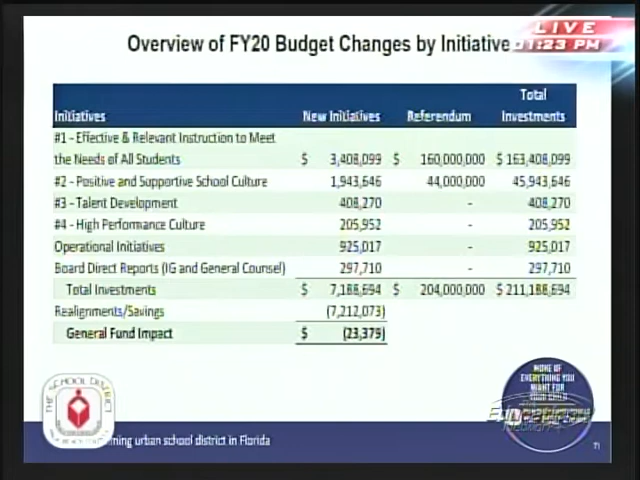 LIVE
01:23 PM
Overview of FY20 Budget Changes by Initiative
Total
Initiatives New Initiatives Referendum Investments
#1 - Effective & Relevant Instruction to Meet
the Needs of All Students $ 3,408,099 $ 160,000,000 $ 163,408,099
#2 - Positive and Supportive School Culture 1,943,646 44,000,000 45,943,646
#3 - Talent Development 408,270 - 408,270
#4 - High Performance Culture 205,952 - 205,952
Operational Initiatives 925,017 - 925,017
Board Direct Reports (IG and General Counsel) 297,710 - 297,710
Total Investments $ 7,188,694 $ 204,000,000 $ 211,188,694
Realignments/Savings (7,212,073)
General Fund Impact $ (23,379)
THE SCHOOL DISTRICT
MORE OF
EVERYTHING YOU
WANT FOR
YOUR CHILD
urban school district in Florida
11